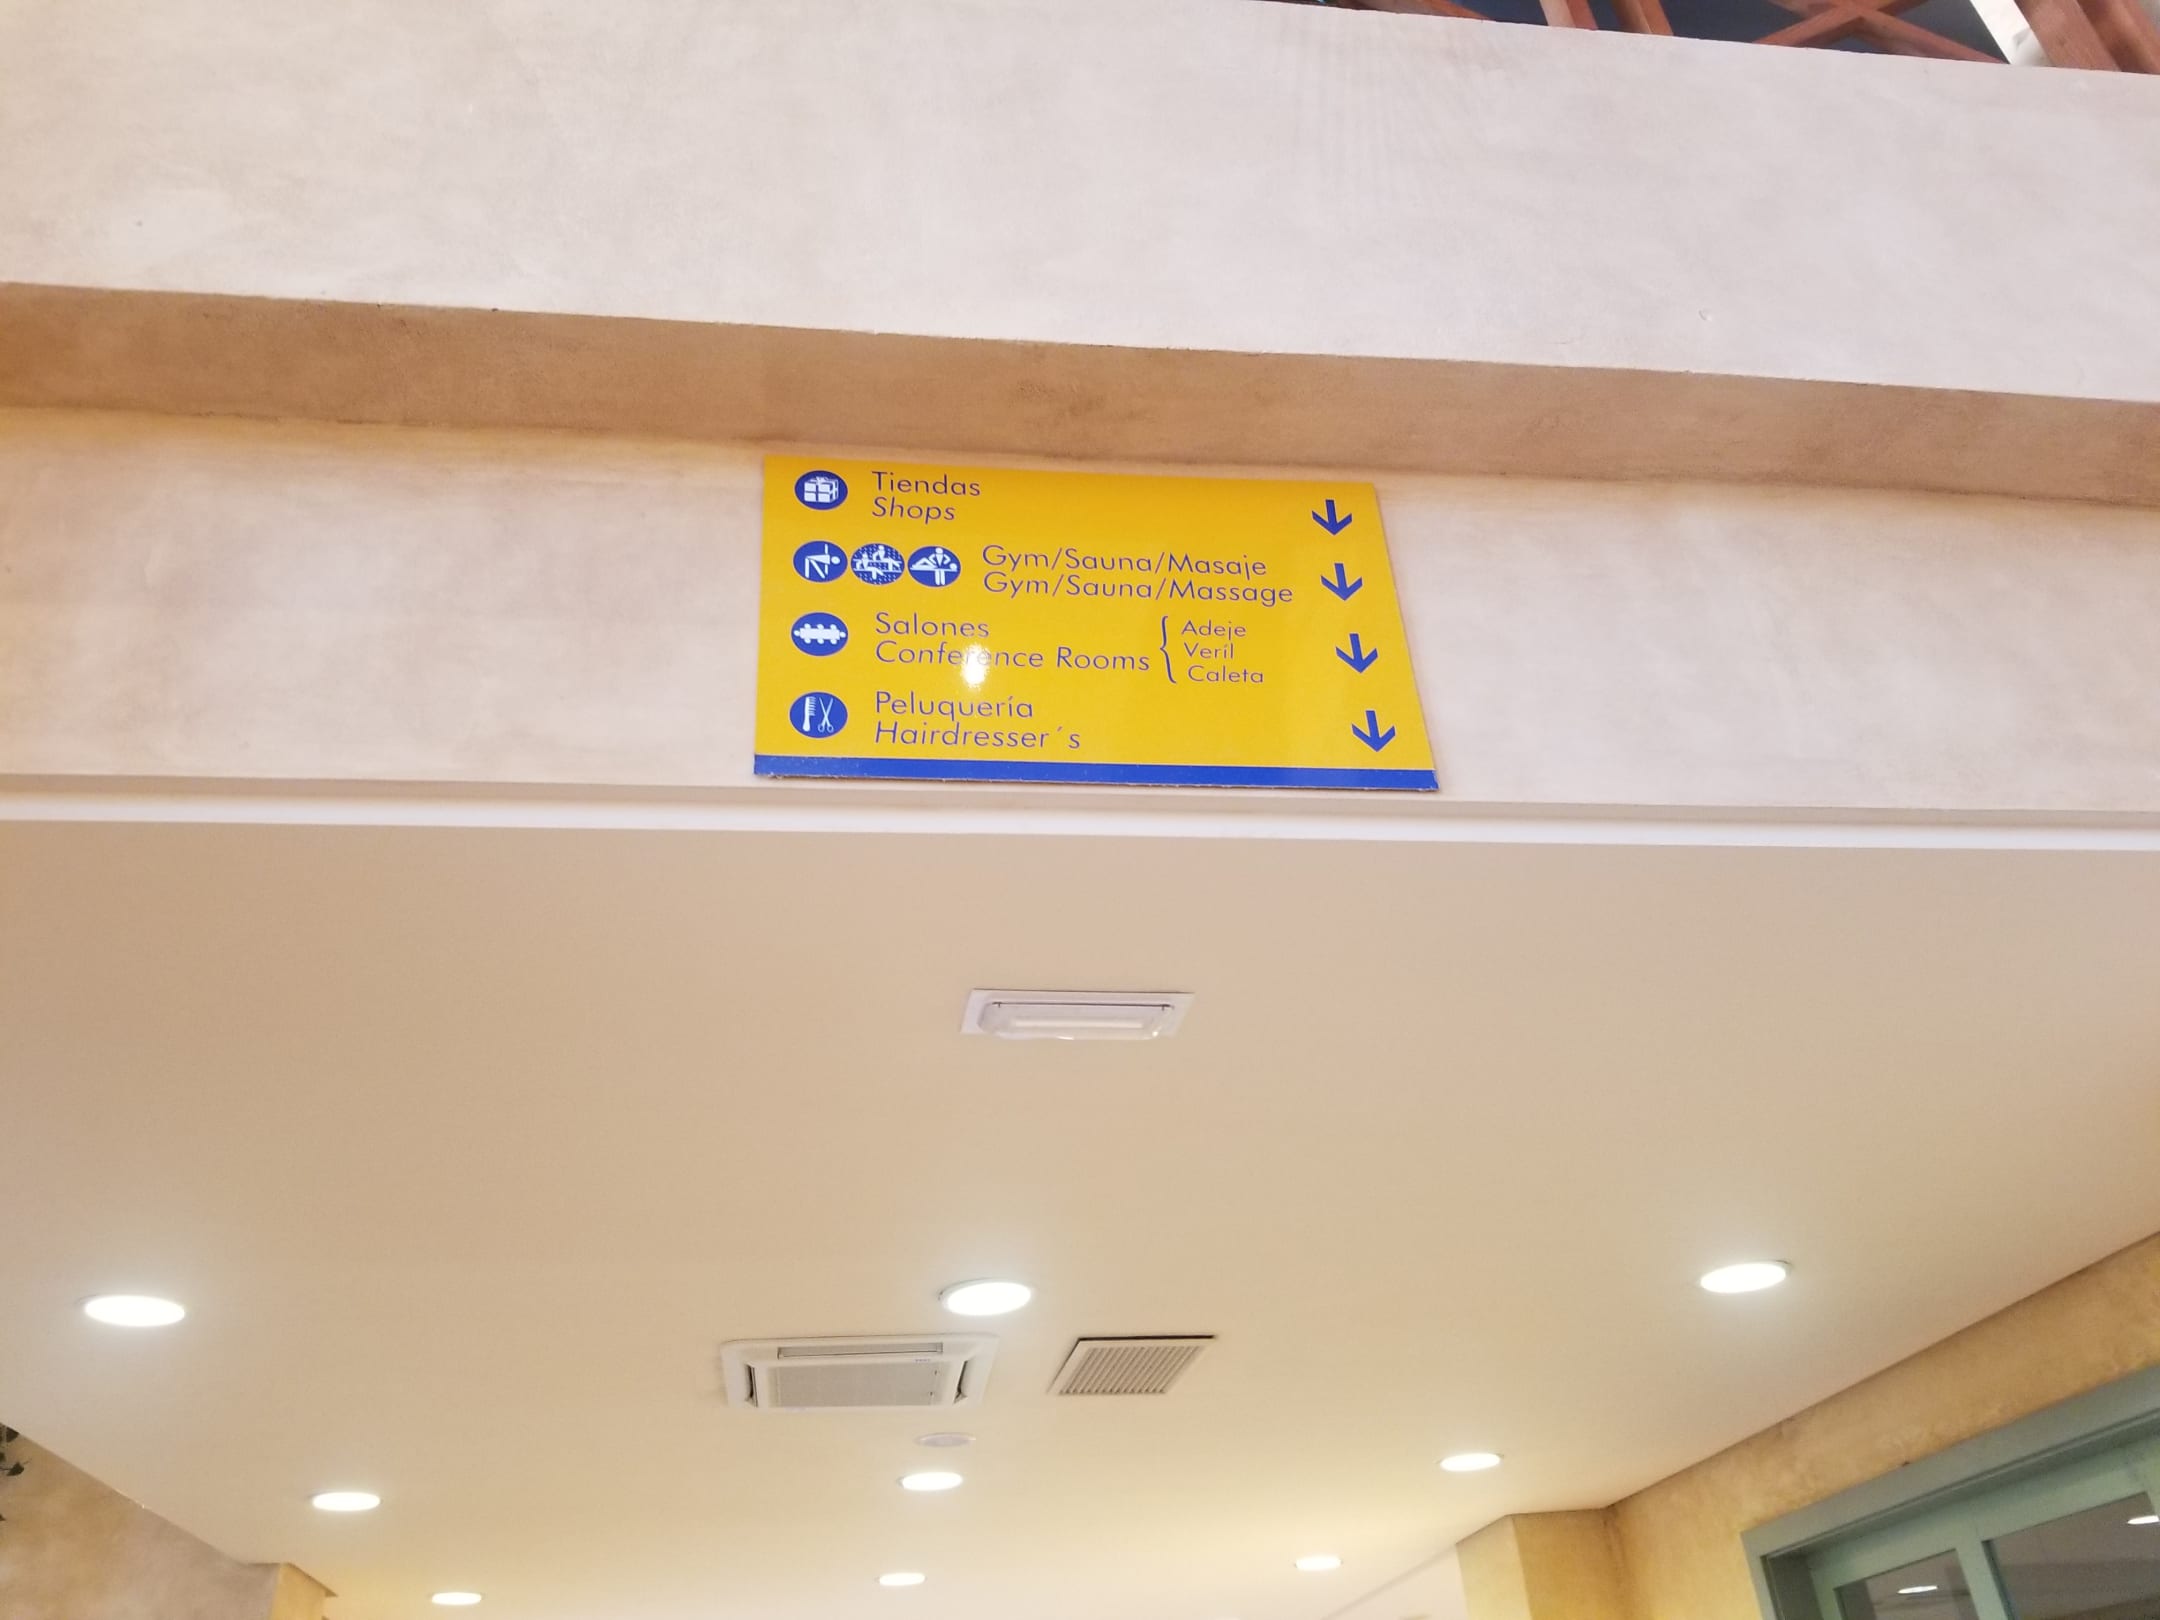 Tiendas
Shops
Gym/Sauna/Masaje
Gym/Sauna/Massage
Salones
Conference Rooms
Adeje
Veril
Caleta
Peluquería
Hairdresser´s